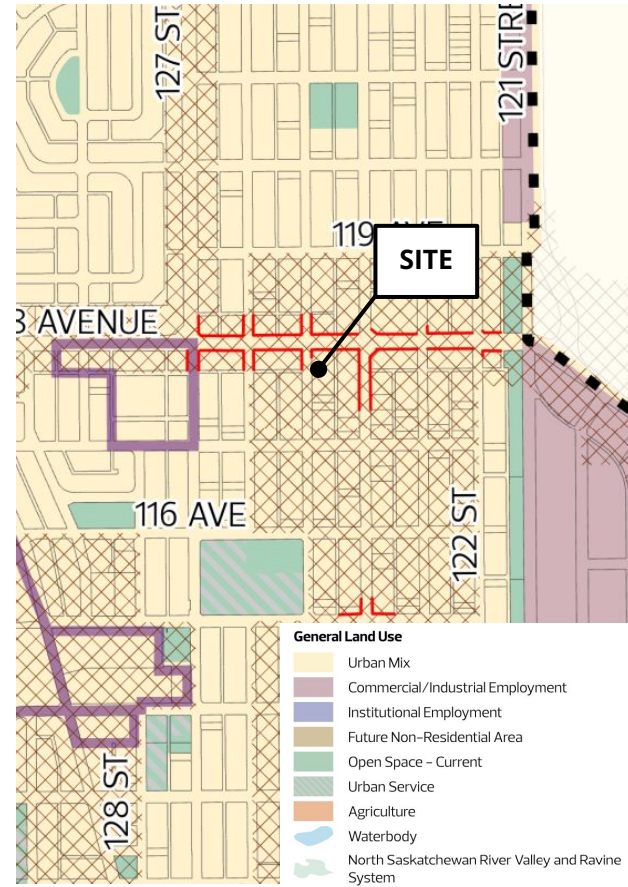 127 ST
121 STRE
119 AVE
SITE
8 AVENUE
116 AVE
122 ST
128 ST
General Land Use
Urban Mix
Commercial/Industrial Employment
Institutional Employment
Future Non-Residential Area
Open Space - Current
Urban Service
Agriculture
Waterbody
North Saskatchewan River Valley and Ravine
System